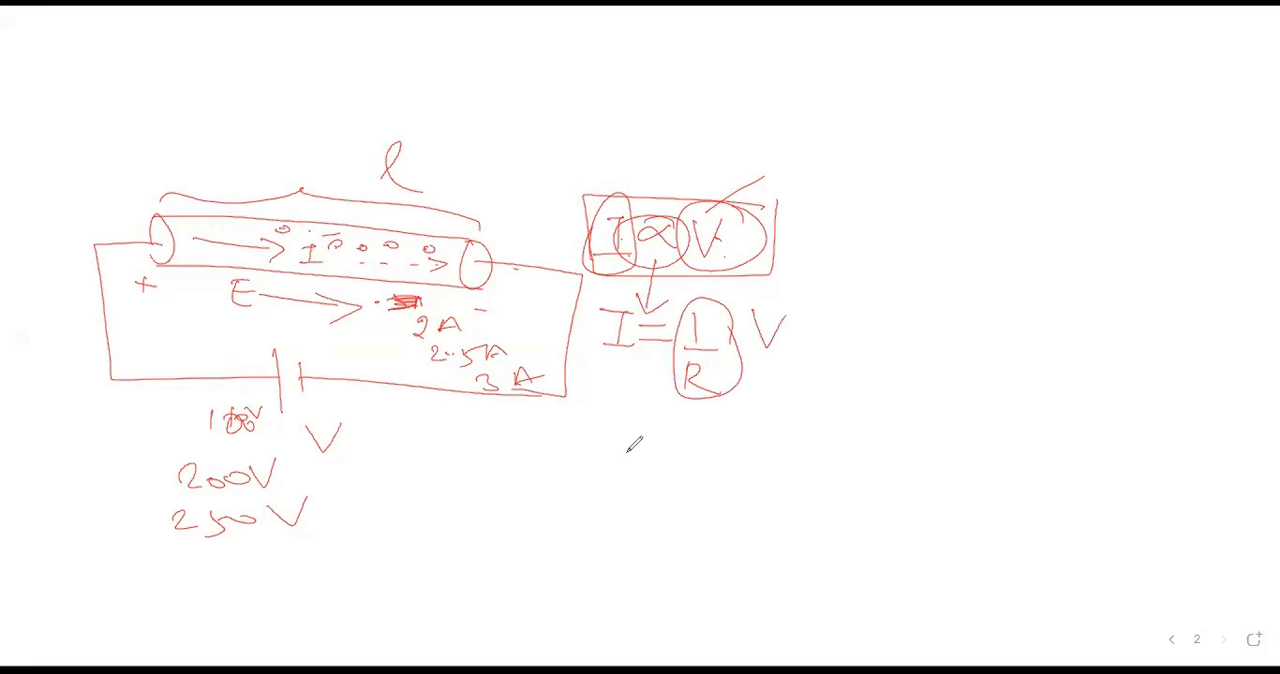 l
I
+
E
-
2A
2.5A
3A
V
200V
250V
I ∝ V
I = 1/R V
2